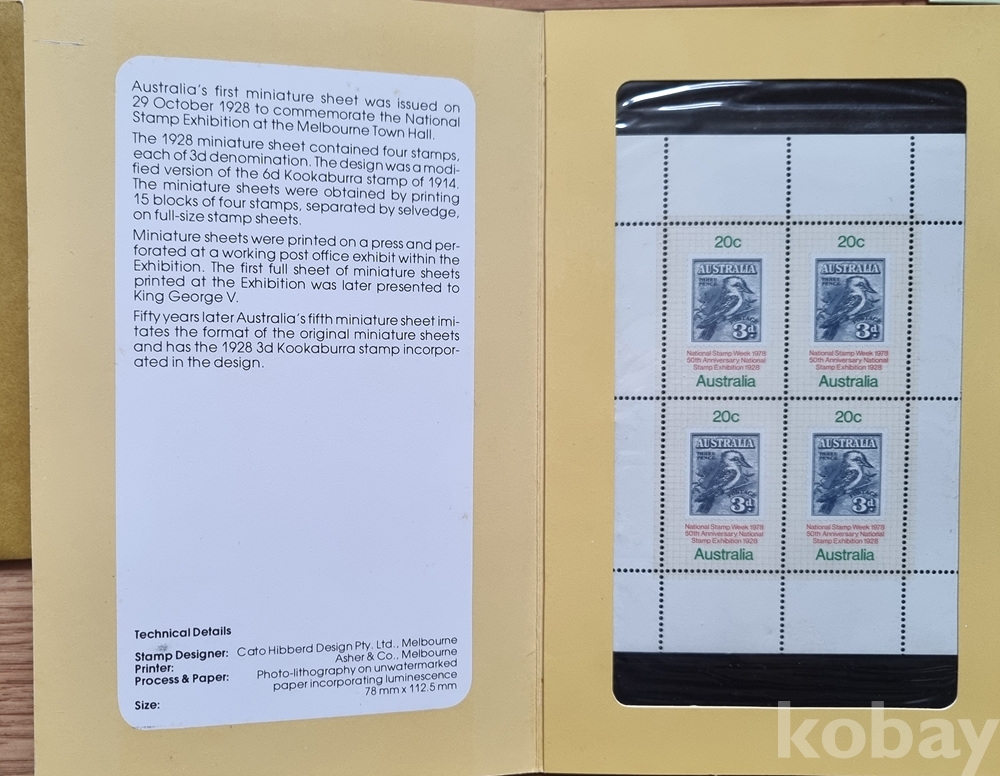 Australia's first miniature sheet was issued on
29 October 1928 to commemorate the National
Stamp Exhibition at the Melbourne Town Hall.
The 1928 miniature sheet contained four stamps,
each of 3d denomination. The design was a modi-
fied version of the 6d Kookaburra stamp of 1914.
The miniature sheets were obtained by printing
15 blocks of four stamps, separated by selvedge,
on full-size stamp sheets.
Miniature sheets were printed on a press and per-
forated at a working post office exhibit within the
Exhibition. The first full sheet of miniature sheets
printed at the Exhibition was later presented to
King George V.
Fifty years later Australia's fifth miniature sheet imi-
tates the format of the original miniature sheets
and has the 1928 3d Kookaburra stamp incorpor-
ated in the design.
Technical Details
Stamp Designer: Cato Hibberd Design Pty. Ltd., Melbourne
Printer: Asher & Co., Melbourne
Process & Paper: Photo-lithography on unwatermarked
paper incorporating luminescence
Size: 78 mm x 112.5 mm
20c
AUSTRALIA
THREE
PENCE
3d
National Stamp Week 1978
50th Anniversary National
Stamp Exhibition 1928
Australia
20c
AUSTRALIA
THREE
PENCE
3d
National Stamp Week 1978
50th Anniversary National
Stamp Exhibition 1928
Australia
20c
AUSTRALIA
THREE
PENCE
3d
National Stamp Week 1978
50th Anniversary National
Stamp Exhibition 1928
Australia
20c
AUSTRALIA
THREE
PENCE
3d
National Stamp Week 1978
50th Anniversary National
Stamp Exhibition 1928
Australia
kobay